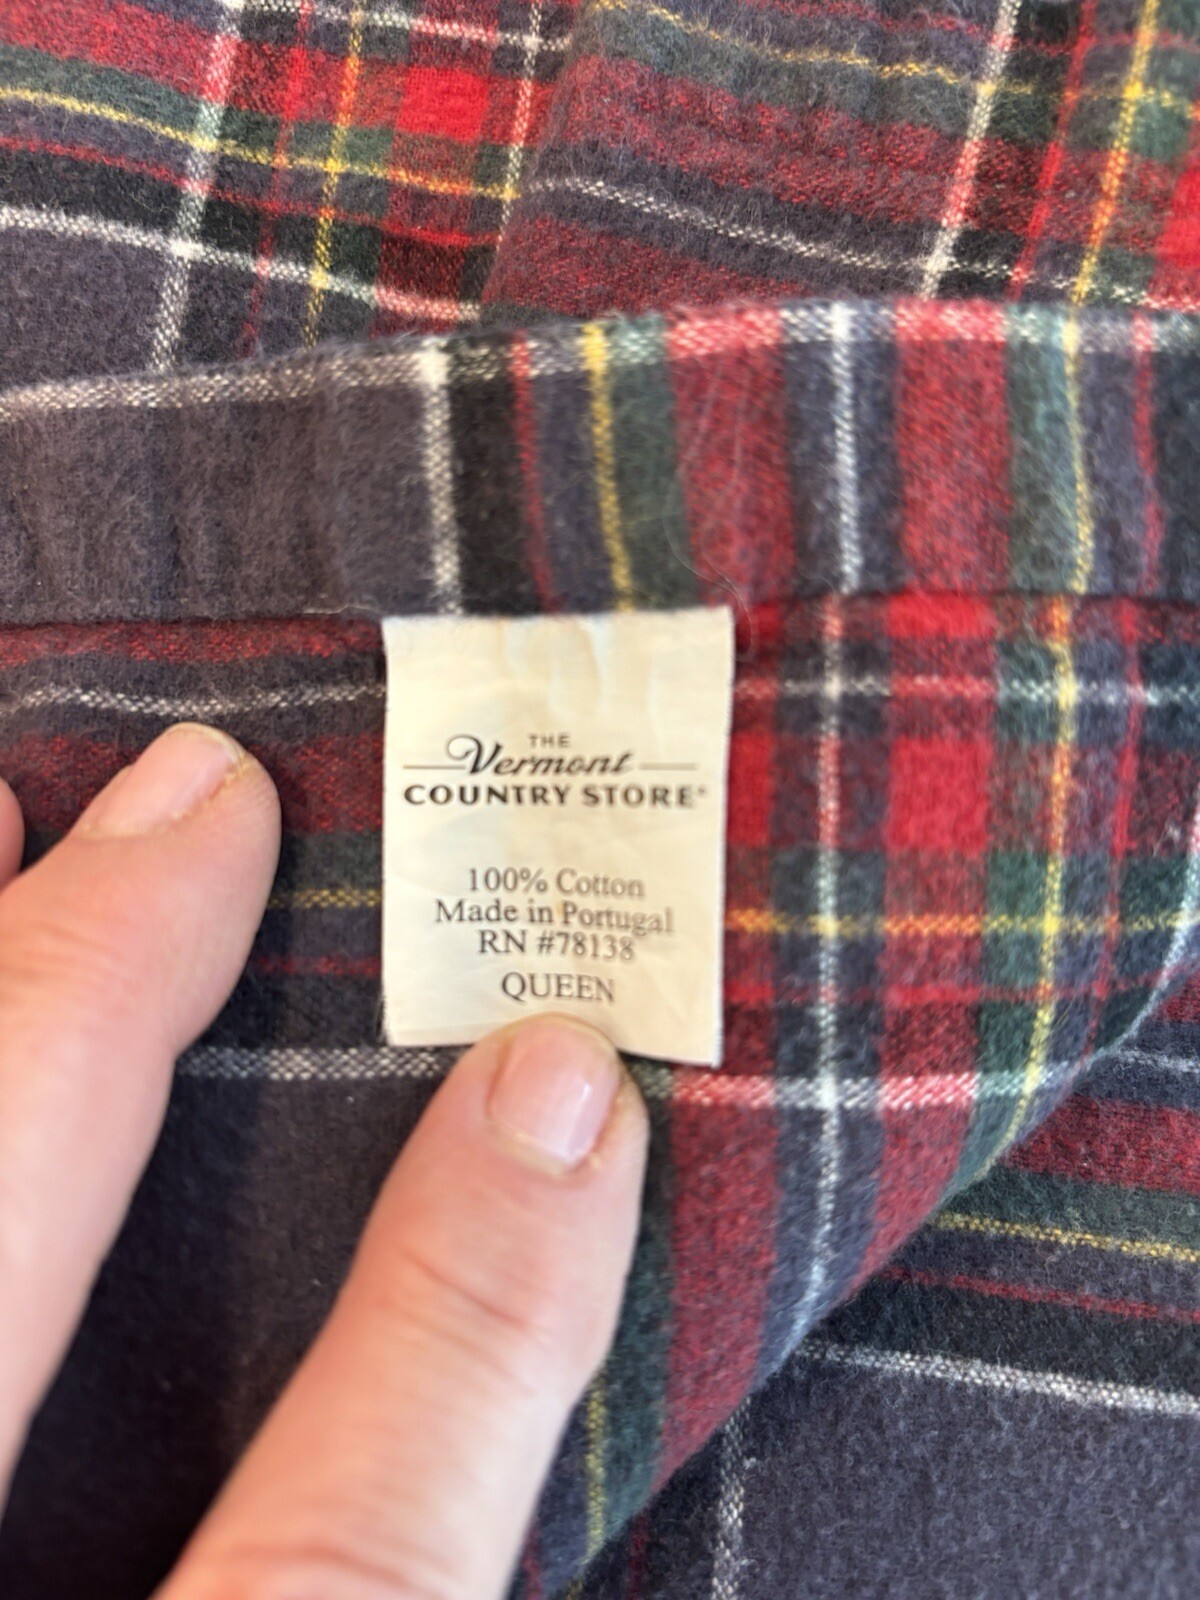 THE
Vermont
COUNTRY STORE®
100% Cotton
Made in Portugal
RN #78138
QUEEN